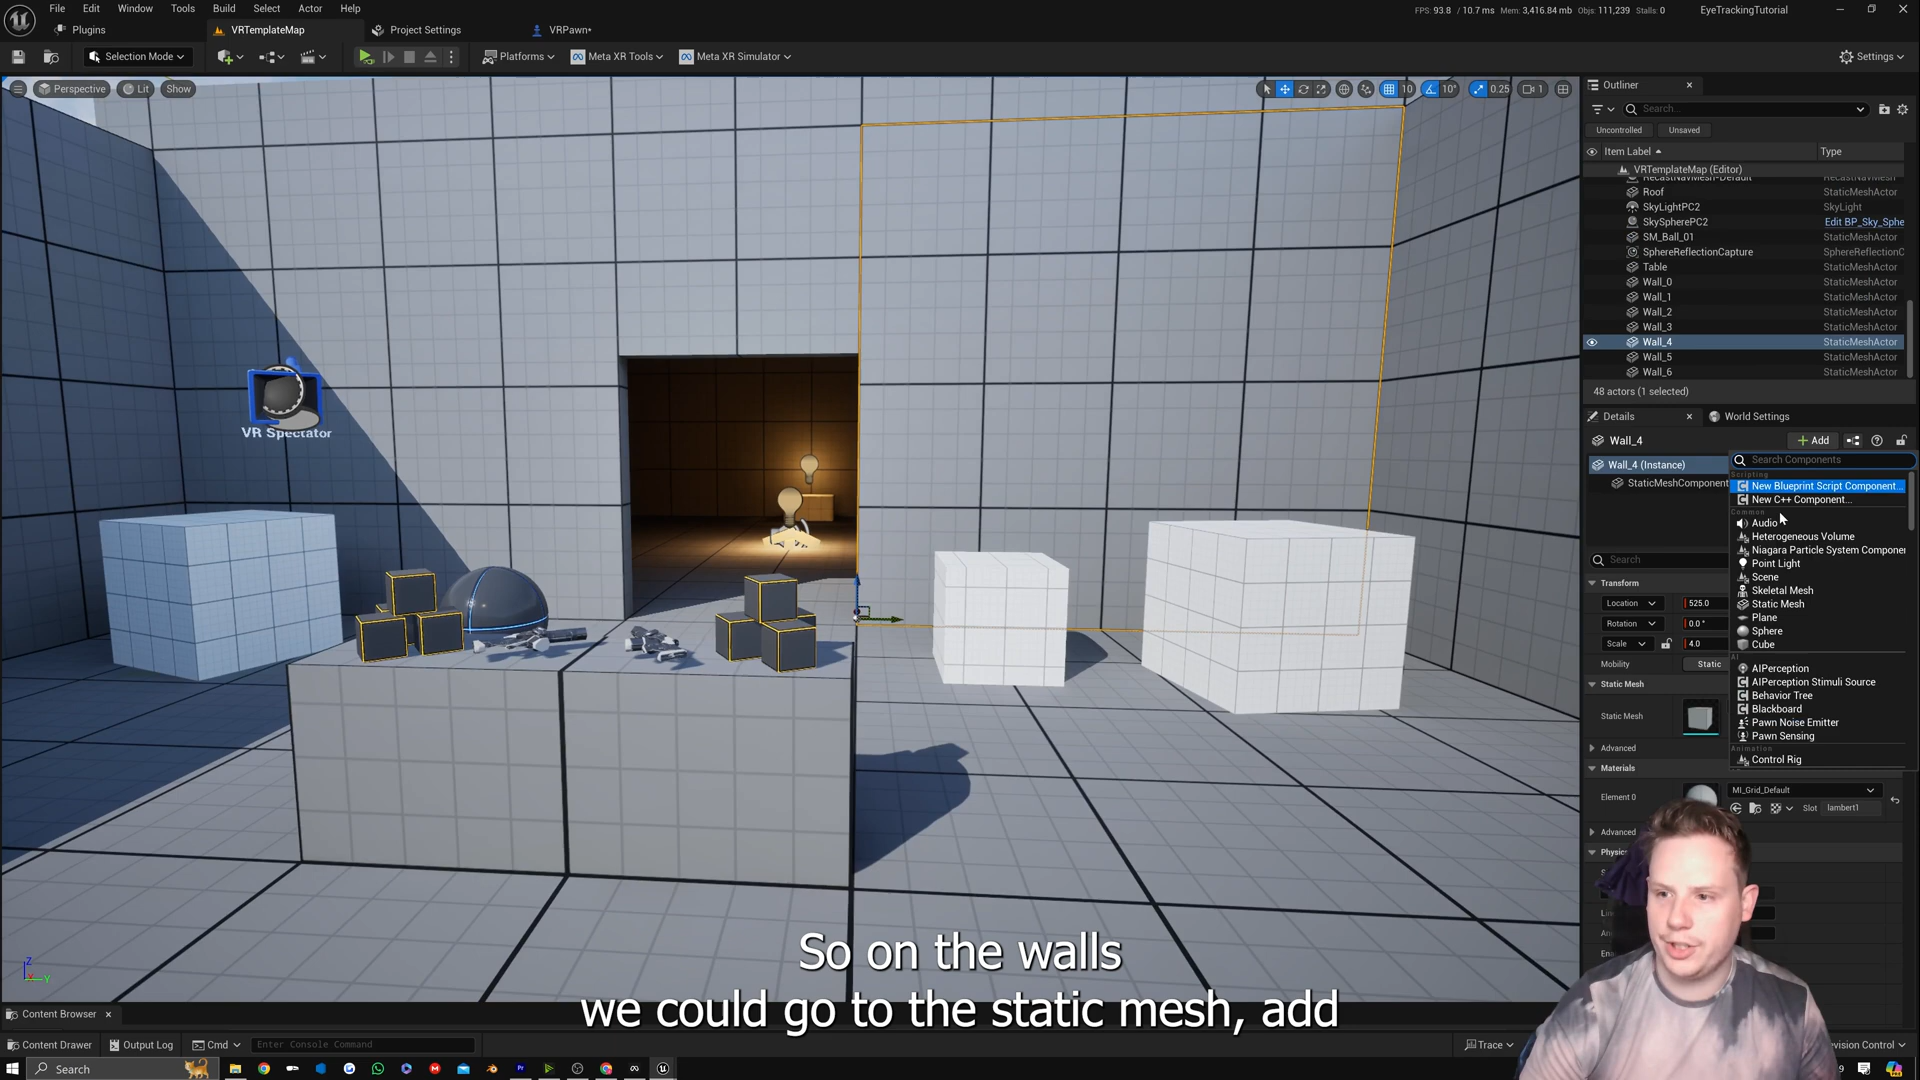 File Edit Window Tools Build Select Actor Help
FPS: 93.8 / 10.7 ms Mem: 3,416.84 mb Objs: 111,239 Stalls: 0 EyeTrackingTutorial
Plugins VRTemplateMap Project Settings VRPawn*
Selection Mode Platforms Meta XR Tools Meta XR Simulator Settings
Perspective Lit Show 10 10° 0.25 1
Outliner
Search...
Uncontrolled Unsaved
Item Label Type
VRTemplateMap (Editor)
RecastNavMesh-Default RecastNavMesh
Roof StaticMeshActor
SkyLightPC2 SkyLight
SkySpherePC2 Edit BP_Sky_Sphe
SM_Ball_01 StaticMeshActor
SphereReflectionCapture SphereReflectionC
Table StaticMeshActor
Wall_0 StaticMeshActor
Wall_1 StaticMeshActor
Wall_2 StaticMeshActor
Wall_3 StaticMeshActor
Wall_4 StaticMeshActor
Wall_5 StaticMeshActor
Wall_6 StaticMeshActor
48 actors (1 selected)
Details World Settings
Wall_4 + Add
Wall_4 (Instance)
StaticMeshComponent
Search Components
Scripting
New Blueprint Script Component...
New C++ Component...
Common
Audio
Heterogeneous Volume
Niagara Particle System Componen
Point Light
Scene
Skeletal Mesh
Static Mesh
Plane
Sphere
Cube
AI
AIPerception
AIPerception Stimuli Source
Behavior Tree
Blackboard
Pawn Noise Emitter
Pawn Sensing
Animation
Control Rig
Search
Transform
Location 525.0
Rotation 0.0°
Scale 4.0
Mobility Static
Static Mesh
Static Mesh
Advanced
Materials
Element 0 MI_Grid_Default
Slot lambert1
Advanced
Physic
VR Spectator
Z
Y
So on the walls
we could go to the static mesh, add
Content Browser
Content Drawer Output Log Cmd Enter Console Command Trace
Search